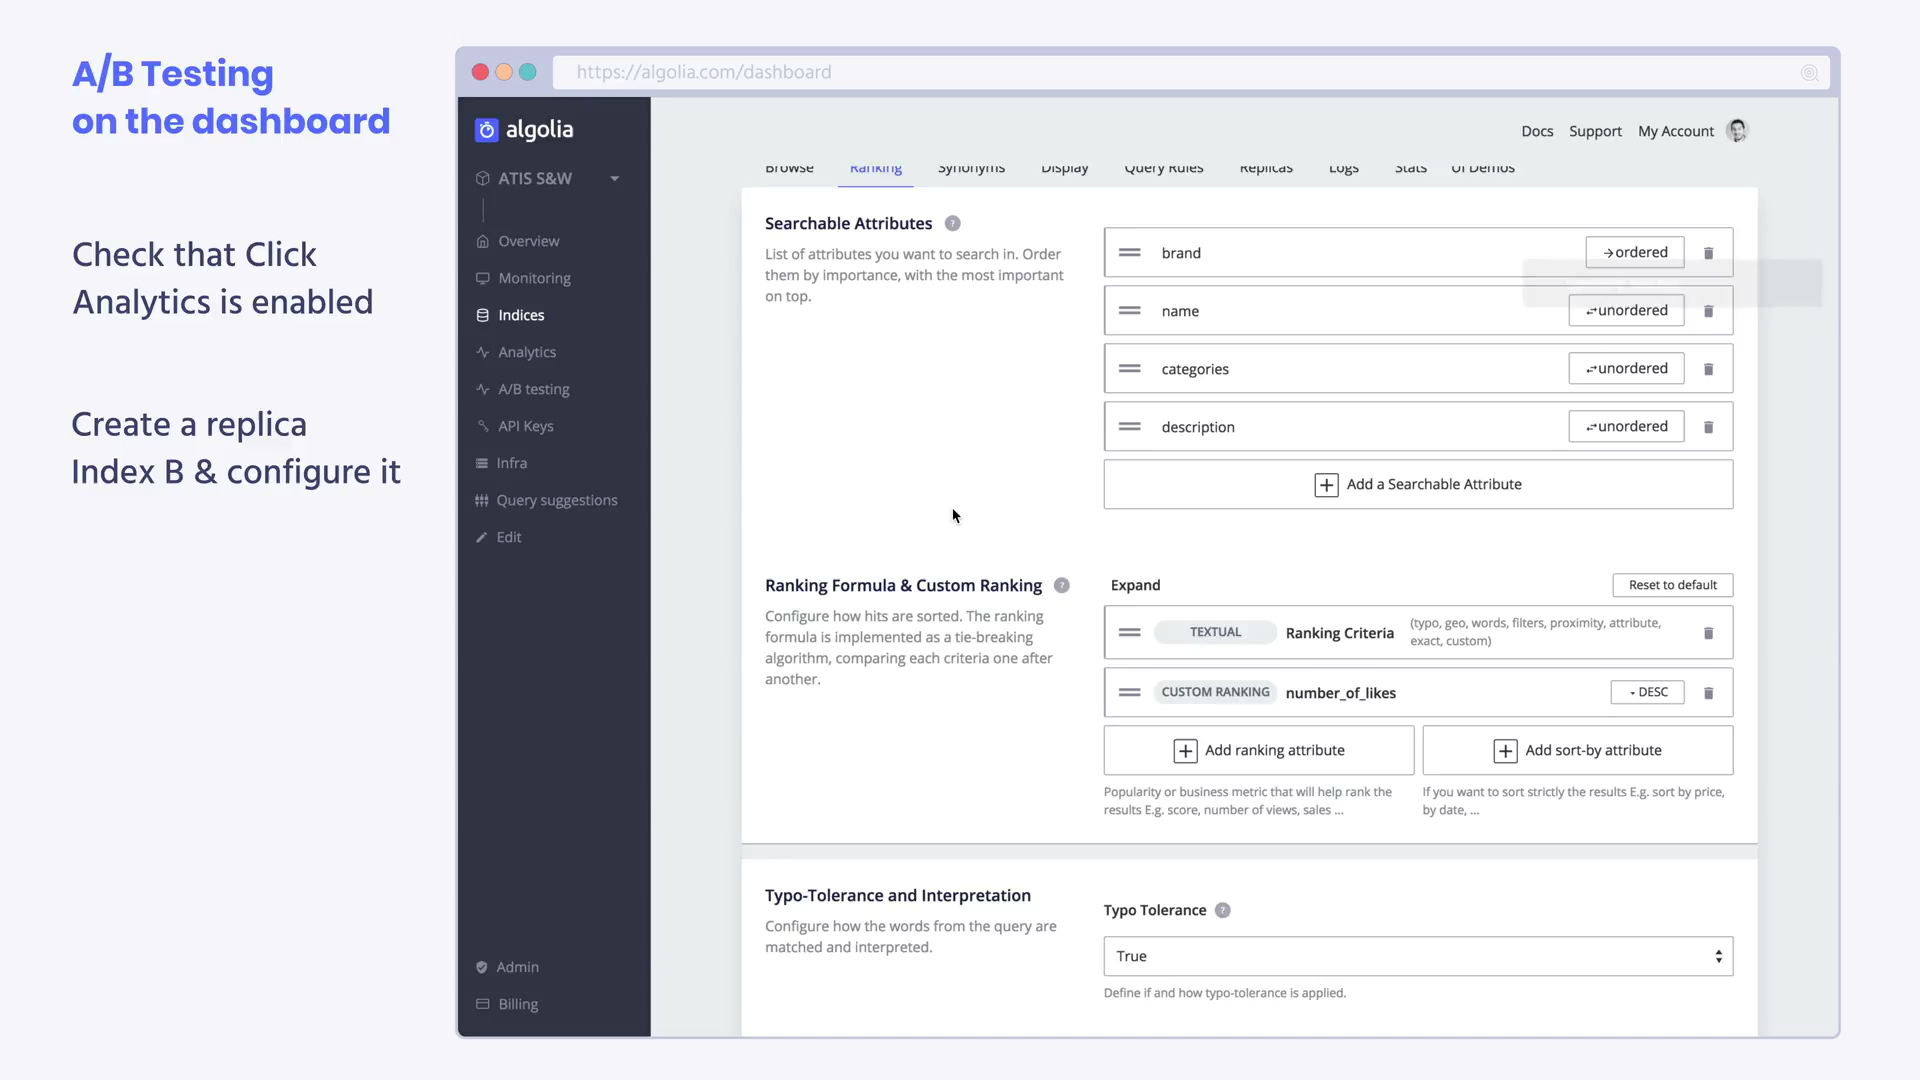 A/B Testing
on the dashboard
Check that Click
Analytics is enabled
Create a replica
Index B & configure it
https://algolia.com/dashboard
algolia
ATIS S&W
Overview
Monitoring
Indices
Analytics
A/B testing
API Keys
Infra
Query suggestions
Edit
Admin
Billing
Docs Support My Account
Browse Ranking Synonyms Display Query Rules Replicas Logs Stats UI Demos
Searchable Attributes ?
List of attributes you want to search in. Order
them by importance, with the most important
on top.
brand ordered
name unordered
categories unordered
description unordered
Add a Searchable Attribute
Ranking Formula & Custom Ranking ?
Configure how hits are sorted. The ranking
formula is implemented as a tie-breaking
algorithm, comparing each criteria one after
another.
Expand Reset to default
TEXTUAL Ranking Criteria (typo, geo, words, filters, proximity, attribute,
exact, custom)
CUSTOM RANKING number_of_likes DESC
Add ranking attribute
Popularity or business metric that will help rank the
results E.g. score, number of views, sales ...
Add sort-by attribute
If you want to sort strictly the results E.g. sort by price,
by date, ...
Typo-Tolerance and Interpretation
Configure how the words from the query are
matched and interpreted.
Typo Tolerance ?
True
Define if and how typo-tolerance is applied.